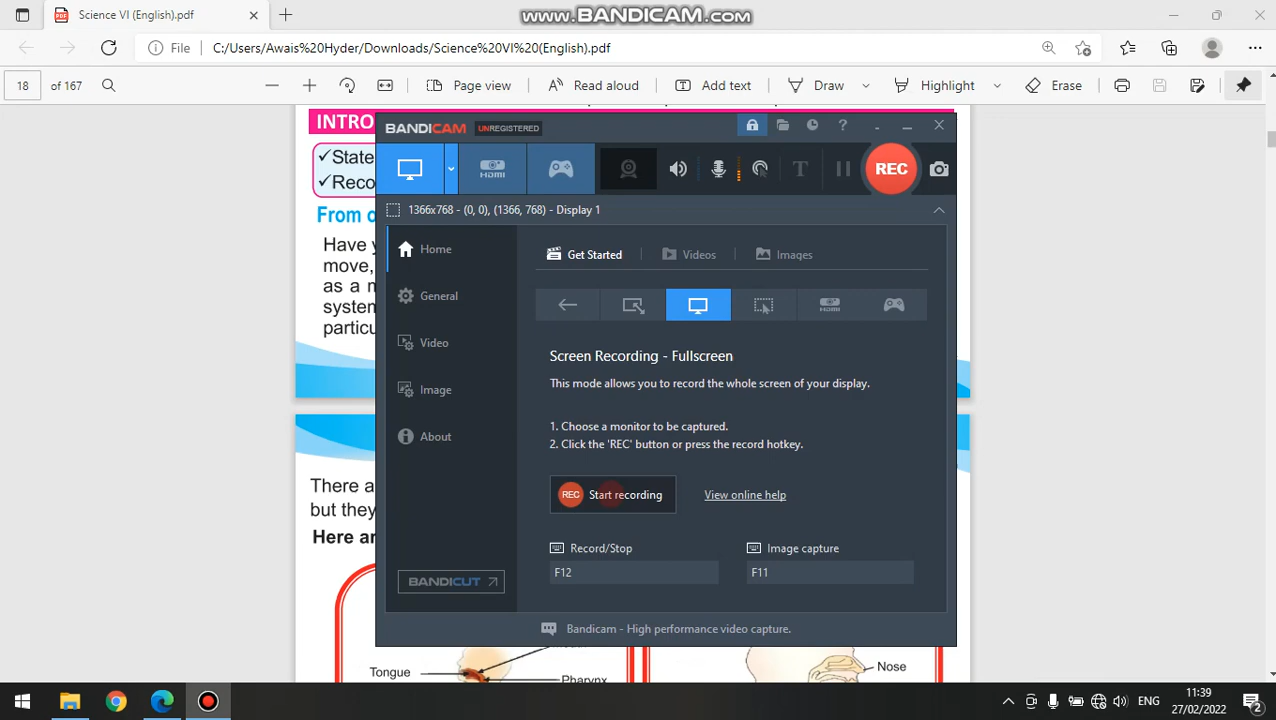 Science VI (English).pdf
www.BANDICAM.com
File
C:/Users/Awais%20Hyder/Downloads/Science%20VI%20(English).pdf
18 of 167
Page view
Read aloud
Add text
Draw
Highlight
Erase
INTRO
State
Reco
From o
Have y
move,
as a m
system
particu
There a
but they
Here ar
Tongue
Pharynx
Nose
BANDICAM UNREGISTERED
HDMI
REC
1366x768 - (0, 0), (1366, 768) - Display 1
Home
General
Video
Image
About
BANDICUT
Get Started
Videos
Images
HDMI
Screen Recording - Fullscreen
This mode allows you to record the whole screen of your display.
1. Choose a monitor to be captured.
2. Click the 'REC' button or press the record hotkey.
REC Start recording
View online help
Record/Stop
Image capture
F12
F11
Bandicam - High performance video capture.
ENG
11:39
27/02/2022
2